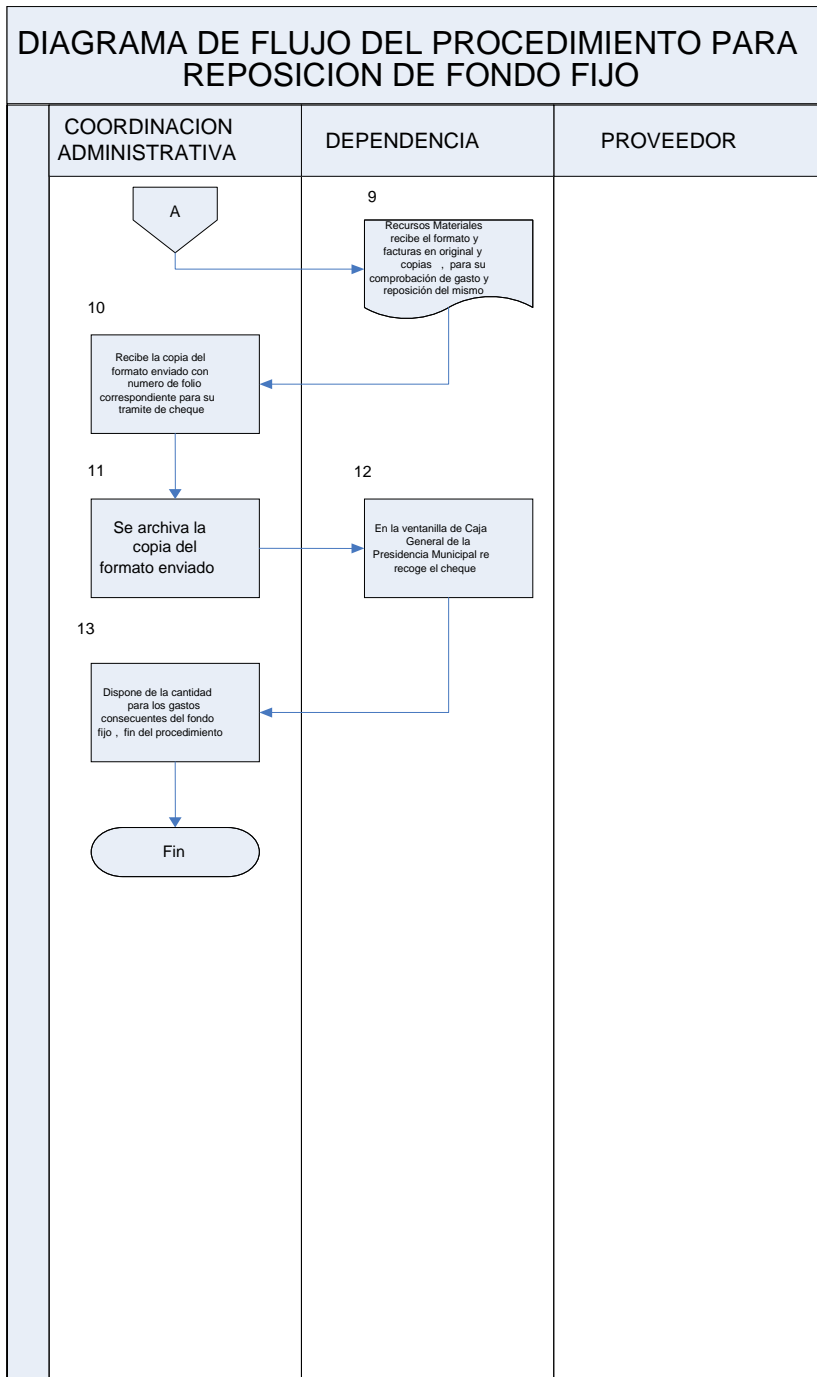 DIAGRAMA DE FLUJO DEL PROCEDIMIENTO PARA
REPOSICION DE FONDO FIJO
COORDINACION
ADMINISTRATIVA
DEPENDENCIA
PROVEEDOR
A
9
Recursos Materiales
recibe el formato y
facturas en original y
copias , para su
comprobación de gasto y
reposición del mismo
10
Recibe la copia del
formato enviado con
numero de folio
correspondiente para su
tramite de cheque
11
Se archiva la
copia del
formato enviado
12
En la ventanilla de Caja
General de la
Presidencia Municipal re
recoge el cheque
13
Dispone de la cantidad
para los gastos
consecuentes del fondo
fijo , fin del procedimiento
Fin